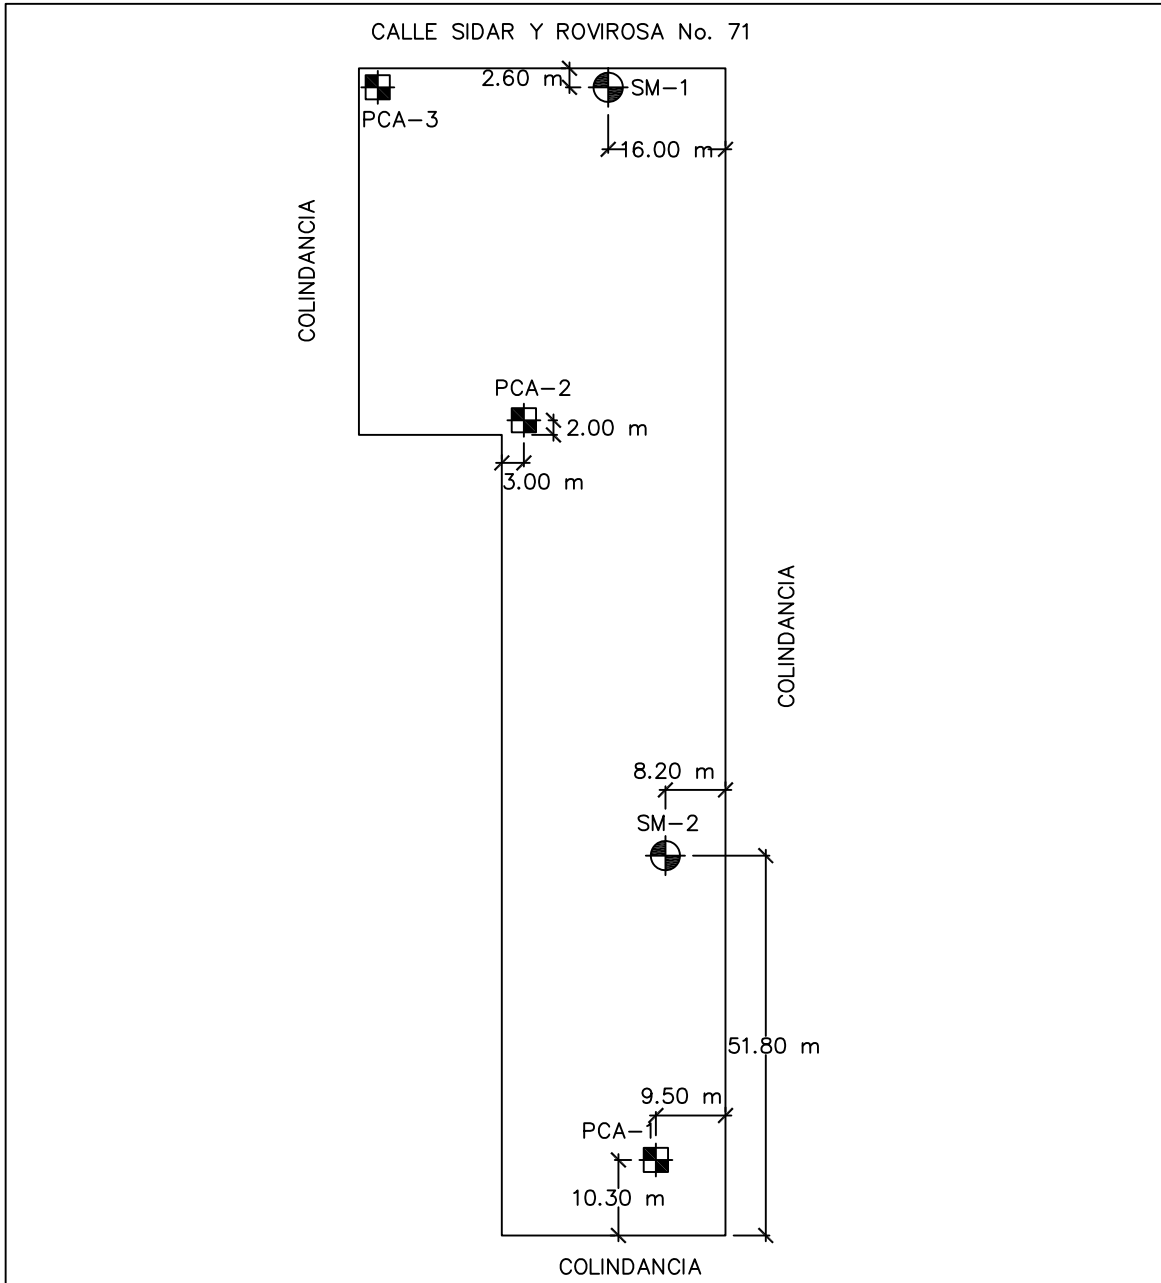 CALLE SIDAR Y ROVIROSA No. 71
2.60 m
SM-1
PCA-3
16.00 m
COLINDANCIA
PCA-2
2.00 m
3.00 m
COLINDANCIA
8.20 m
SM-2
51.80 m
9.50 m
PCA-1
10.30 m
COLINDANCIA